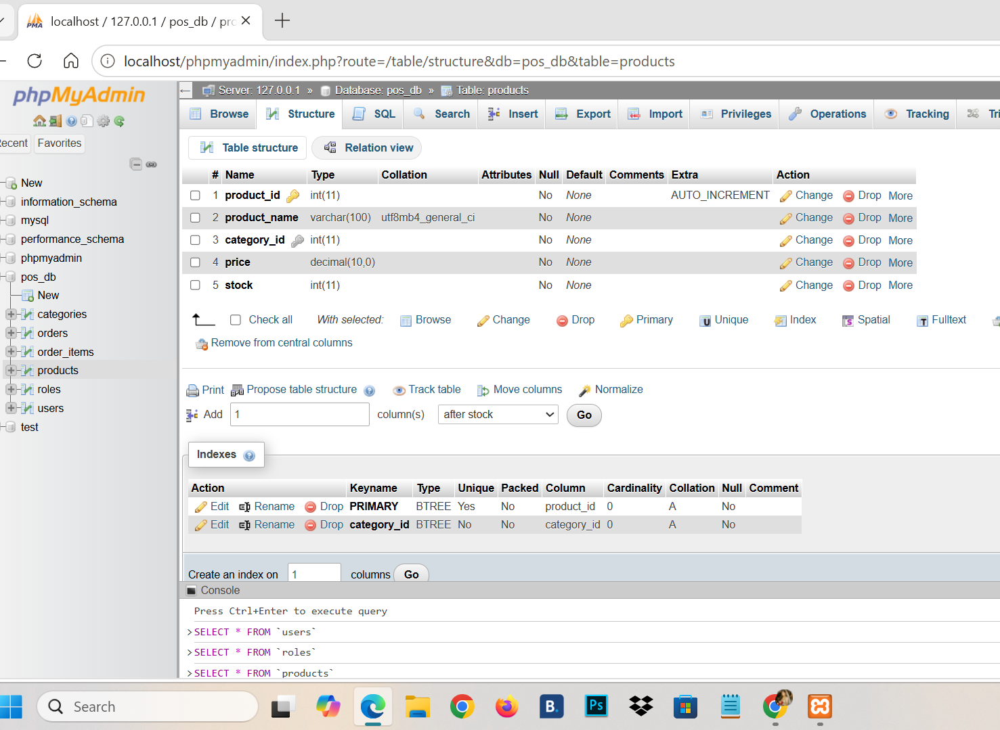 localhost / 127.0.0.1 / pos_db / pro
localhost/phpmyadmin/index.php?route=/table/structure&db=pos_db&table=products
phpMyAdmin
Recent Favorites
New
information_schema
mysql
performance_schema
phpmyadmin
pos_db
New
categories
orders
order_items
products
roles
users
test
Server: 127.0.0.1 » Database: pos_db » Table: products
Browse Structure SQL Search Insert Export Import Privileges Operations Tracking Tri
Table structure Relation view
# Name Type Collation Attributes Null Default Comments Extra Action
1 product_id int(11) No None AUTO_INCREMENT Change Drop More
2 product_name varchar(100) utf8mb4_general_ci No None Change Drop More
3 category_id int(11) No None Change Drop More
4 price decimal(10,0) No None Change Drop More
5 stock int(11) No None Change Drop More
Check all With selected: Browse Change Drop Primary Unique Index Spatial Fulltext
Remove from central columns
Print Propose table structure Track table Move columns Normalize
Add 1 column(s) after stock Go
Indexes
Action Keyname Type Unique Packed Column Cardinality Collation Null Comment
Edit Rename Drop PRIMARY BTREE Yes No product_id 0 A No
Edit Rename Drop category_id BTREE No No category_id 0 A No
Create an index on 1 columns Go
Console
Press Ctrl+Enter to execute query
>SELECT * FROM `users`
>SELECT * FROM `roles`
>SELECT * FROM `products`
Search
B.
Ps